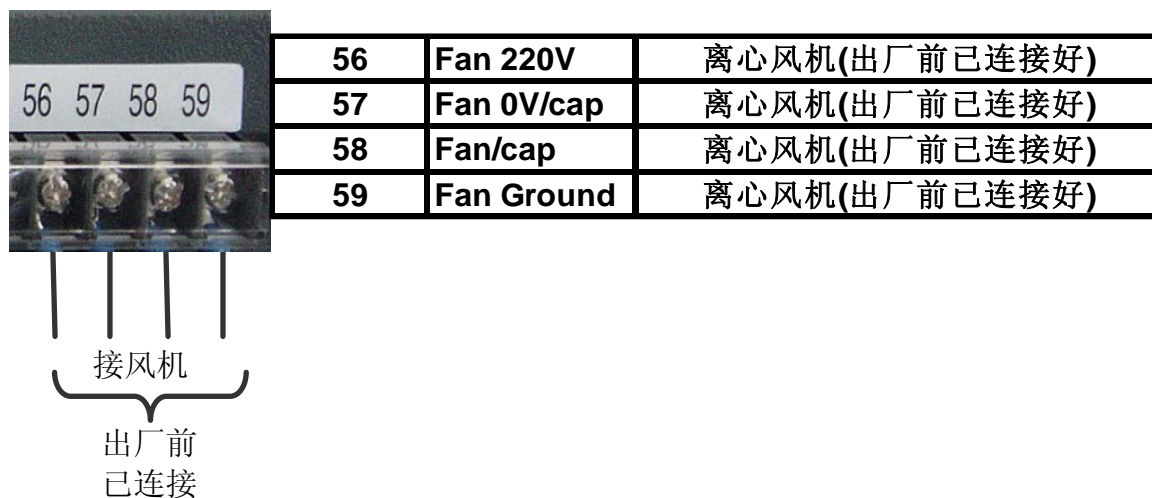 56 57 58 59
56 Fan 220V 离心风机(出厂前已连接好)
57 Fan 0V/cap 离心风机(出厂前已连接好)
58 Fan/cap 离心风机(出厂前已连接好)
59 Fan Ground 离心风机(出厂前已连接好)
接风机
出厂前
已连接